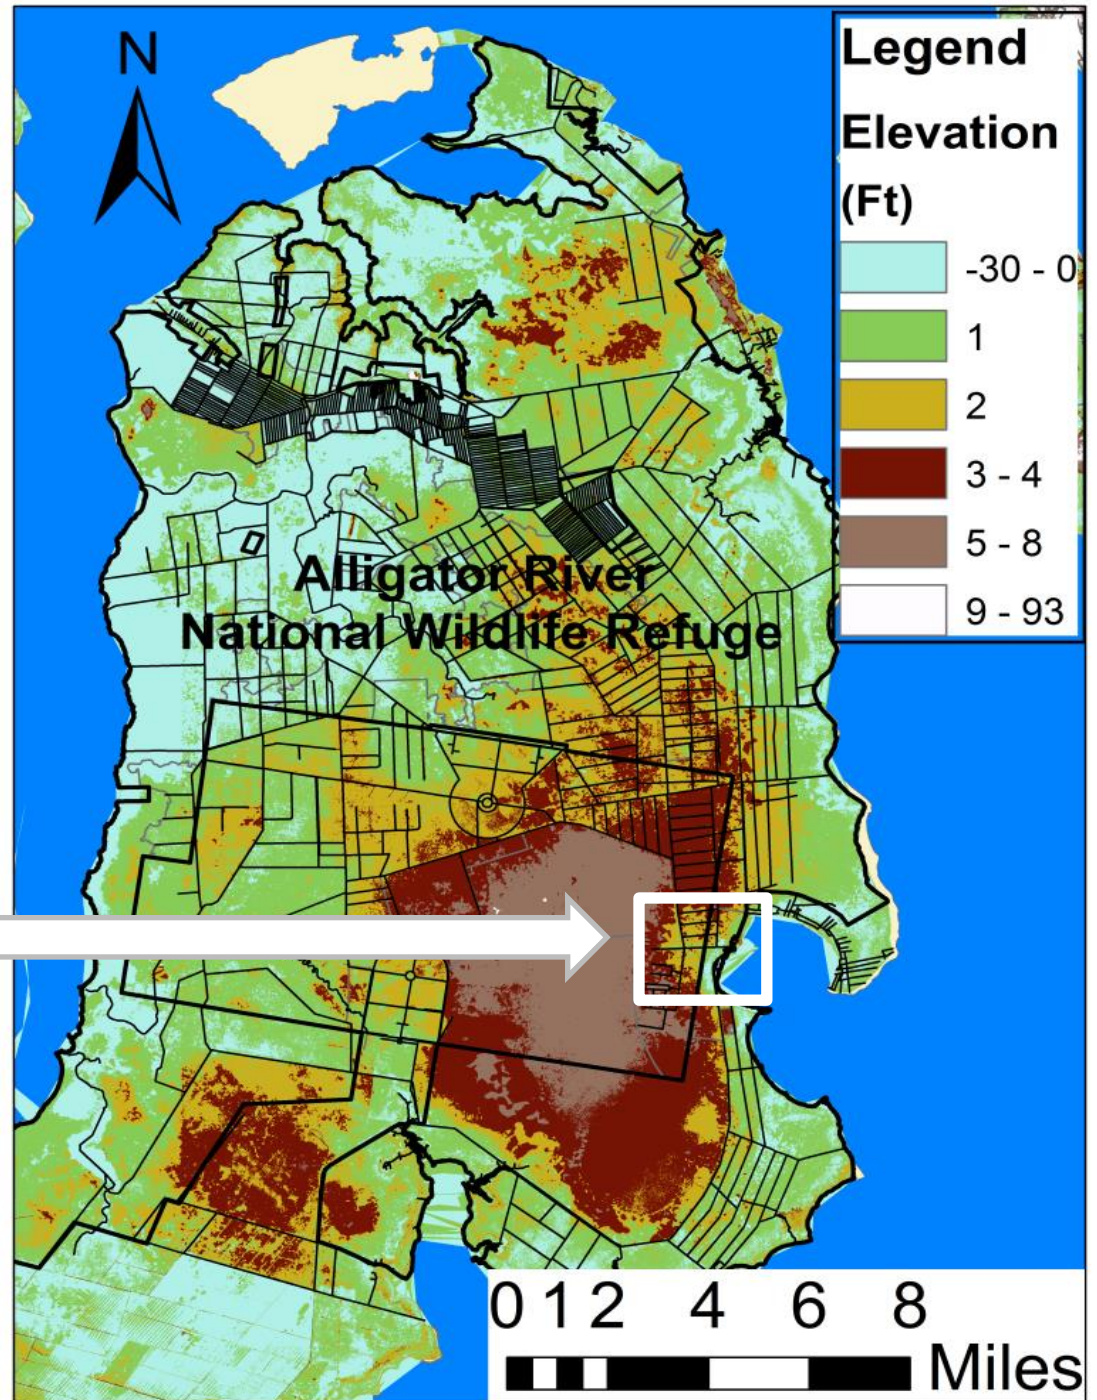 N
Legend
Elevation
(Ft)
-30 - 0
1
2
3 - 4
5 - 8
9 - 93
Alligator River
National Wildlife Refuge
0 1 2 4 6 8
Miles